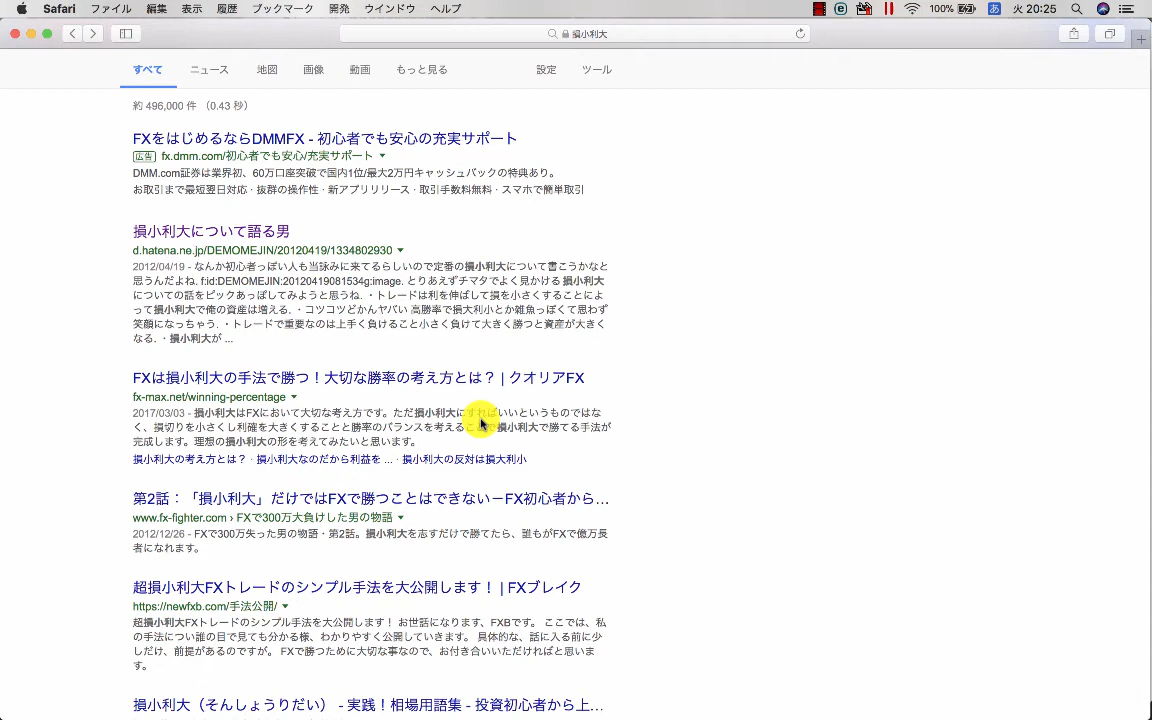 Safari ファイル 編集 表示 履歴 ブックマーク 開発 ウインドウ ヘルプ 100% あ 火 20:25
損小利大
すべて ニュース 地図 画像 動画 もっと見る 設定 ツール
約 496,000 件 （0.43 秒）
FXをはじめるならDMMFX - 初心者でも安心の充実サポート
広告 fx.dmm.com/初心者でも安心/充実サポート
DMM.com証券は業界初、60万口座突破で国内1位/最大2万円キャッシュバックの特典あり。
お取引まで最短翌日対応 · 抜群の操作性 · 新アプリリリース · 取引手数料無料 · スマホで簡単取引
損小利大について語る男
d.hatena.ne.jp/DEMOMEJIN/20120419/1334802930
2012/04/19 - なんか初心者っぽい人も当詠みに来てるらしいので定番の損小利大について書こうかなと
思うんだよね. f:id:DEMOMEJIN:20120419081534g:image. とりあえずチマタでよく見かける損小利大
についての話をピックあっぽしてみようと思うね. ・トレードは利を伸ばして損を小さくすることによ
って損小利大で俺の資産は増える. ・コツコツどかんヤバい 高勝率で損大利小とか雑魚っぽくて思わず
笑顔になっちゃう. ・トレードで重要なのは上手く負けること小さく負けて大きく勝つと資産が大きく
なる. ・損小利大が ...
FXは損小利大の手法で勝つ！大切な勝率の考え方とは？ | クオリアFX
fx-max.net/winning-percentage
2017/03/03 - 損小利大はFXにおいて大切な考え方です。ただ損小利大にすればいいというものではな
く、損切りを小さくし利確を大きくすることと勝率のバランスを考えることで損小利大で勝てる手法が
完成します。理想の損小利大の形を考えてみたいと思います。
損小利大の考え方とは？ · 損小利大なのだから利益を ... · 損小利大の反対は損大利小
第2話：「損小利大」だけではFXで勝つことはできない－FX初心者から...
www.fx-fighter.com › FXで300万大負けした男の物語
2012/12/26 - FXで300万失った男の物語・第2話。損小利大を志すだけで勝てたら、誰もがFXで億万長
者になれます。
超損小利大FXトレードのシンプル手法を大公開します！ | FXブレイク
https://newfxb.com/手法公開/
超損小利大FXトレードのシンプル手法を大公開します！ お世話になります、FXBです。 ここでは、私
の手法につい誰の目で見ても分かる様、わかりやすく公開していきます。 具体的な、話に入る前に少
しだけ、前提があるのですが。 FXで勝つために大切な事なので、お付き合いいただければと思いま
す。
損小利大（そんしょうりだい） - 実践！相場用語集 - 投資初心者から上...